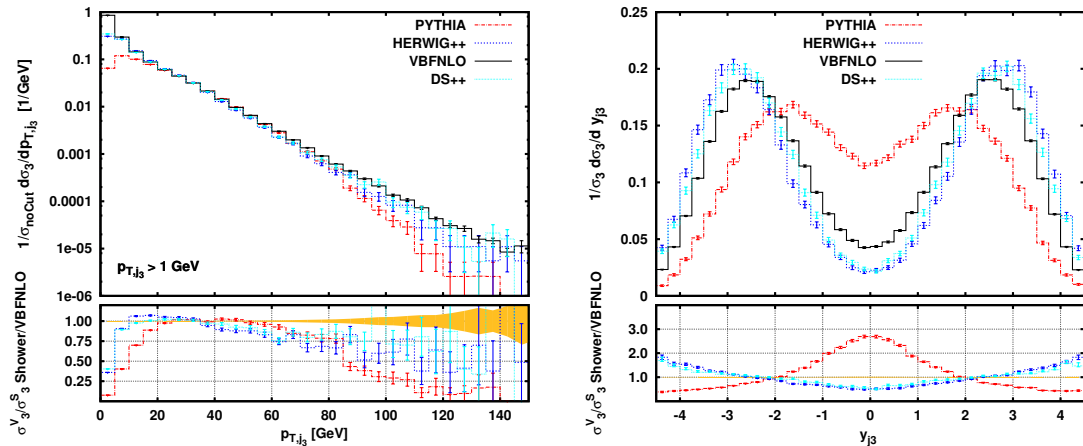 1/σnoCut dσ3/dpT,j3 [1/GeV]
1
0.1
0.01
0.001
0.0001
1e-05
1e-06
PYTHIA
HERWIG++
VBFNLO
DS++
pT,j3 > 1 GeV
σV3/σS3 Shower/VBFNLO
1.00
0.75
0.50
0.25
0 20 40 60 80 100 120 140
pT,j3 [GeV]
1/σ3 dσ3/d yj3
0.25
0.2
0.15
0.1
0.05
0
PYTHIA
HERWIG++
VBFNLO
DS++
σV3/σS3 Shower/VBFNLO
3.0
2.0
1.0
-4 -3 -2 -1 0 1 2 3 4
yj3